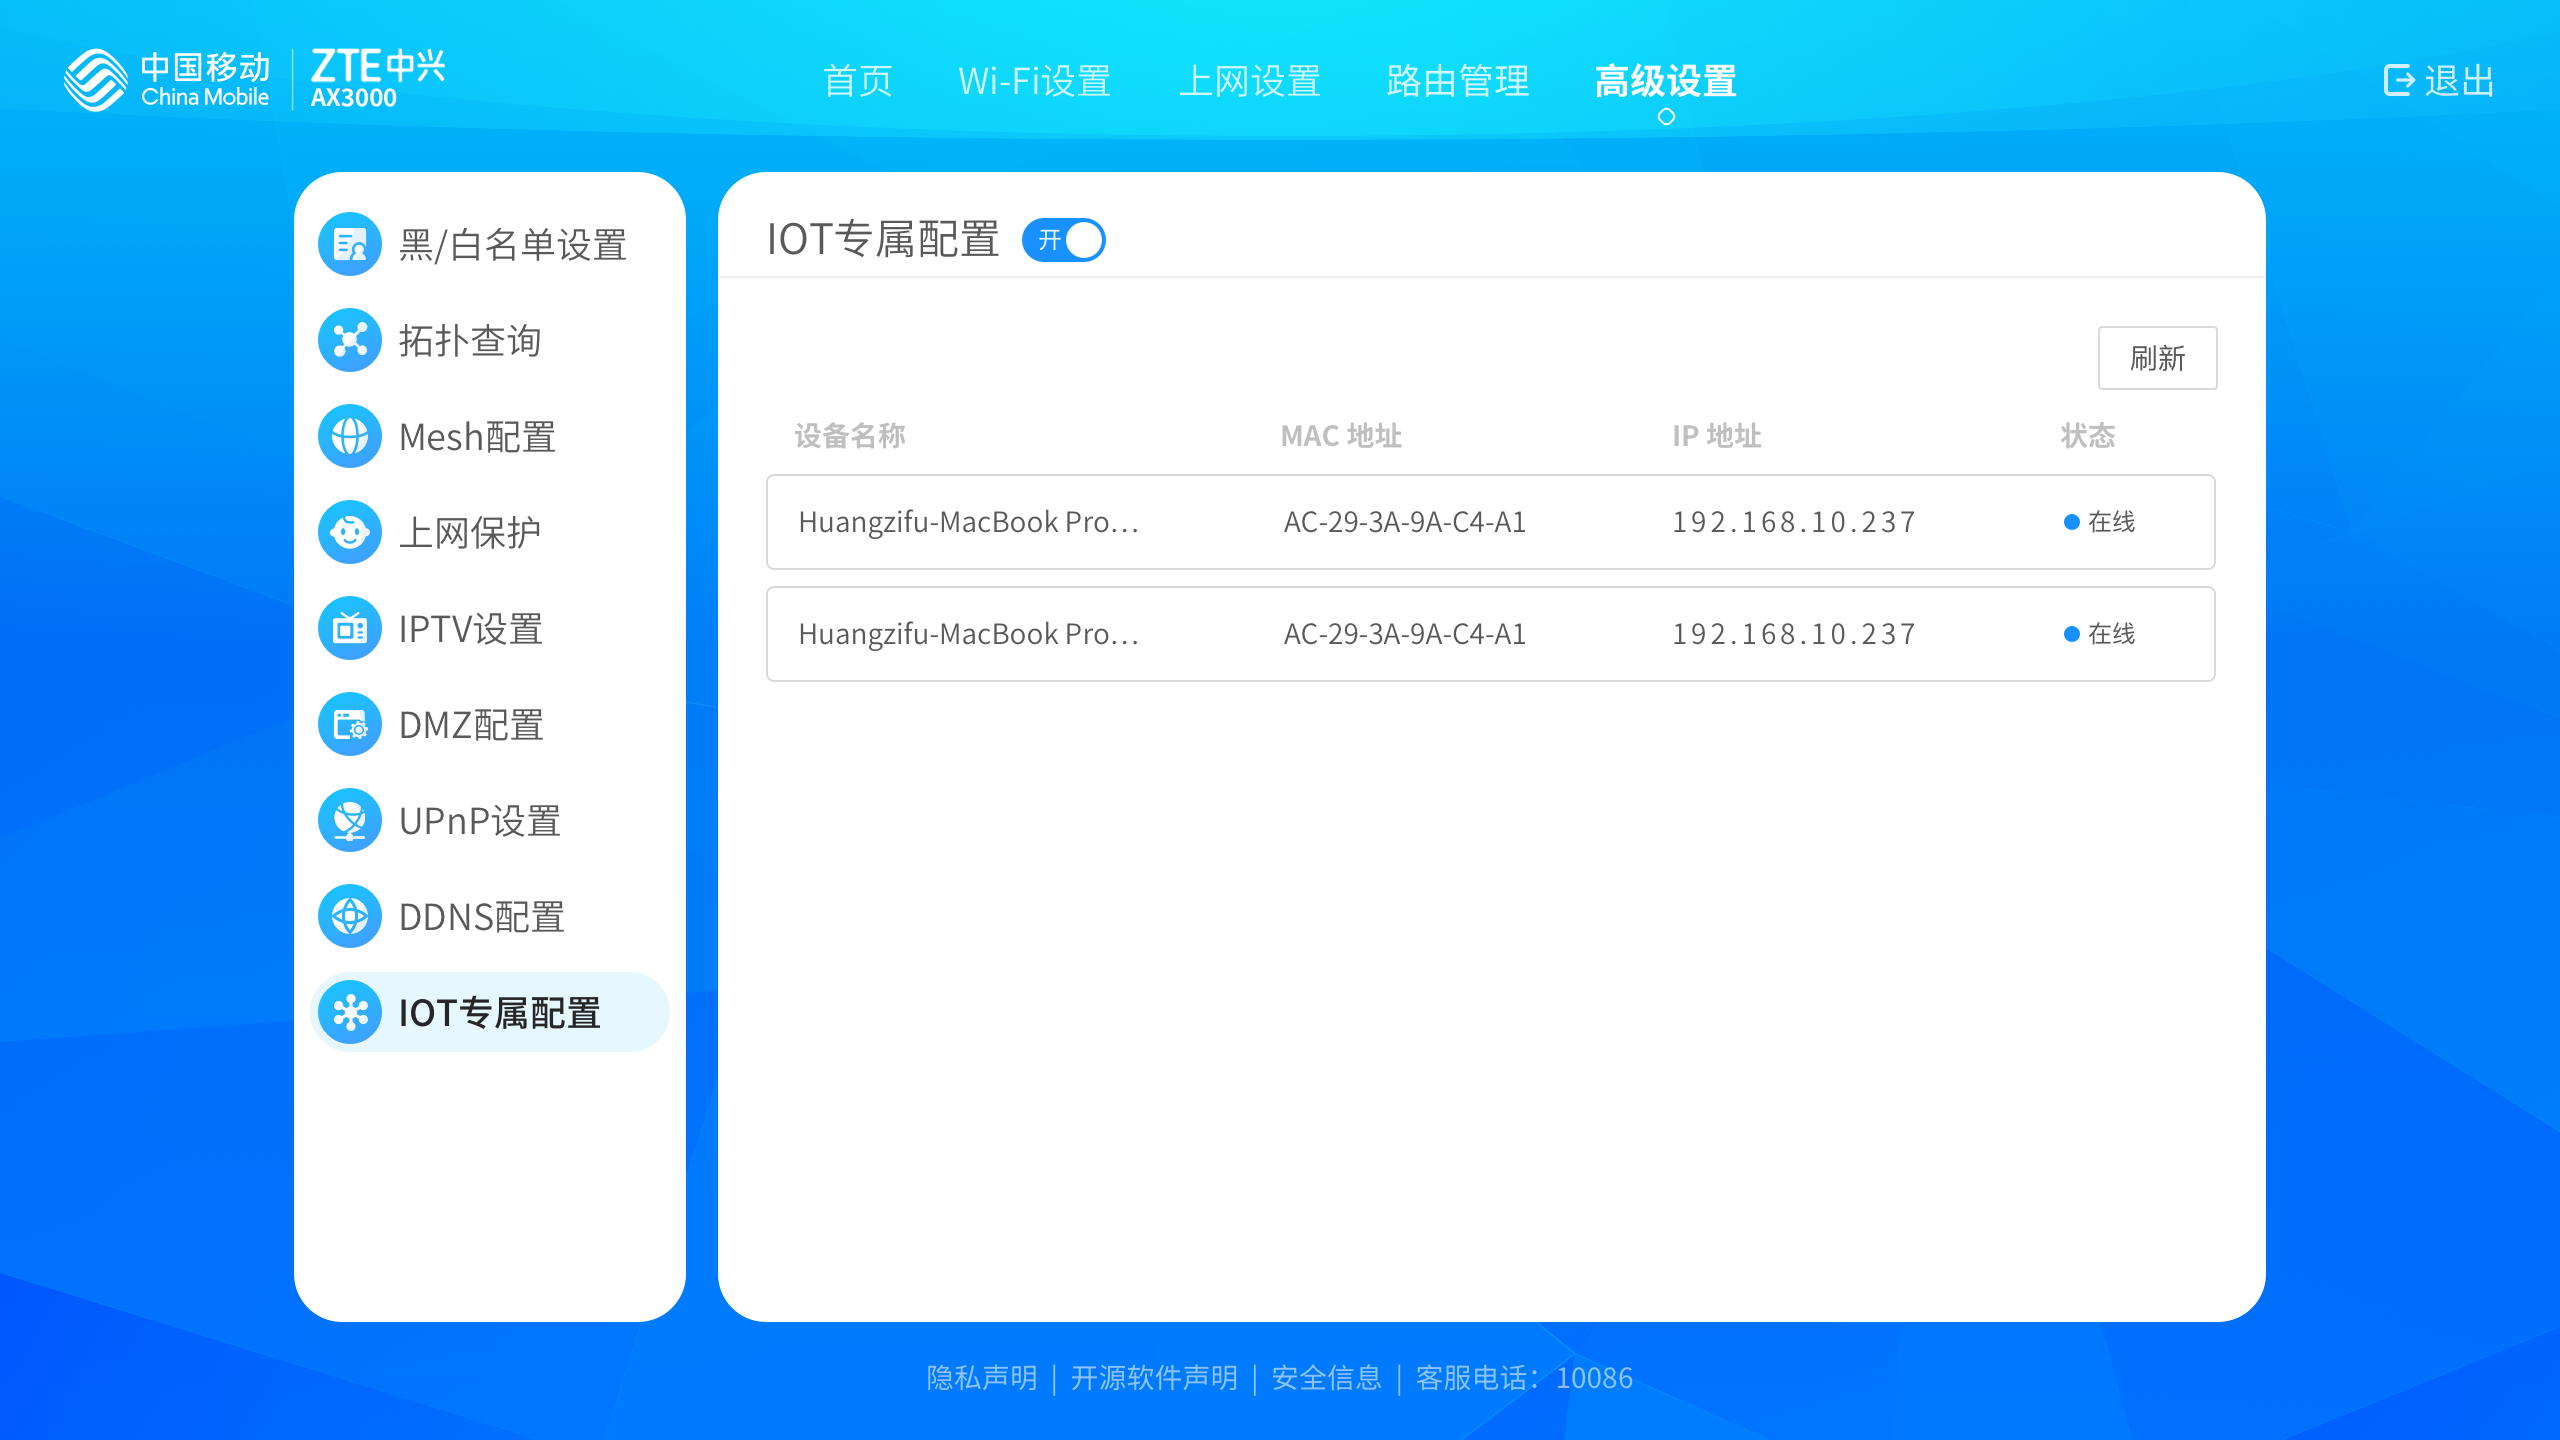 中国移动
China Mobile
ZTE中兴
AX3000
首页
Wi-Fi设置
上网设置
路由管理
高级设置
退出
黑/白名单设置
拓扑查询
Mesh配置
上网保护
IPTV设置
DMZ配置
UPnP设置
DDNS配置
IOT专属配置
IOT专属配置 开
刷新
设备名称 MAC 地址 IP 地址 状态
Huangzifu-MacBook Pro... AC-29-3A-9A-C4-A1 192.168.10.237 在线
Huangzifu-MacBook Pro... AC-29-3A-9A-C4-A1 192.168.10.237 在线
隐私声明 | 开源软件声明 | 安全信息 | 客服电话：10086